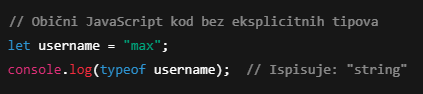 // Obični JavaScript kod bez eksplicitnih tipova
let username = "max";
console.log(typeof username);  // Ispisuje: "string"